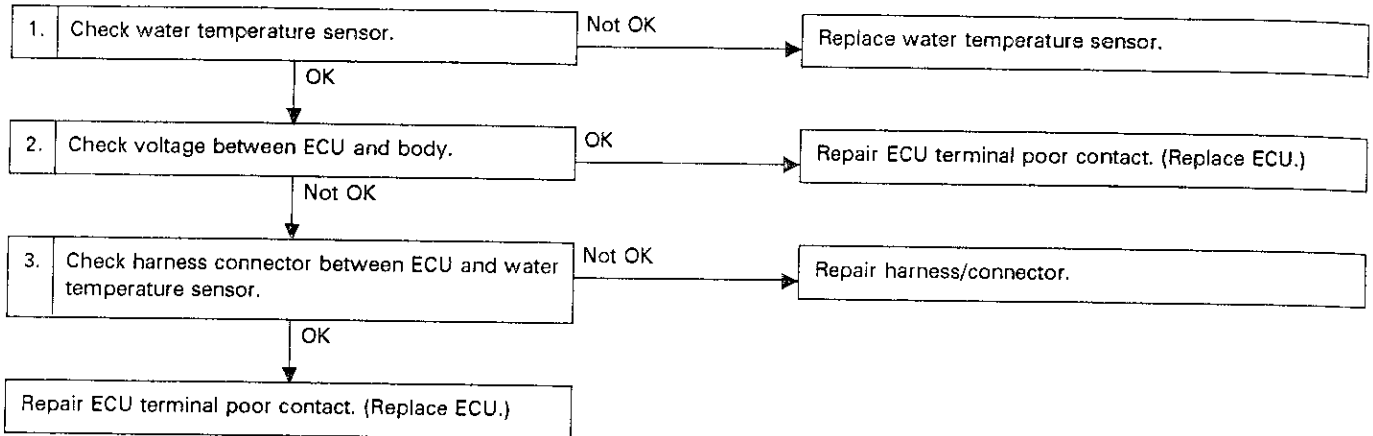 1. Check water temperature sensor.
Not OK
Replace water temperature sensor.
OK
2. Check voltage between ECU and body.
OK
Repair ECU terminal poor contact. (Replace ECU.)
Not OK
3. Check harness connector between ECU and water
temperature sensor.
Not OK
Repair harness/connector.
OK
Repair ECU terminal poor contact. (Replace ECU.)